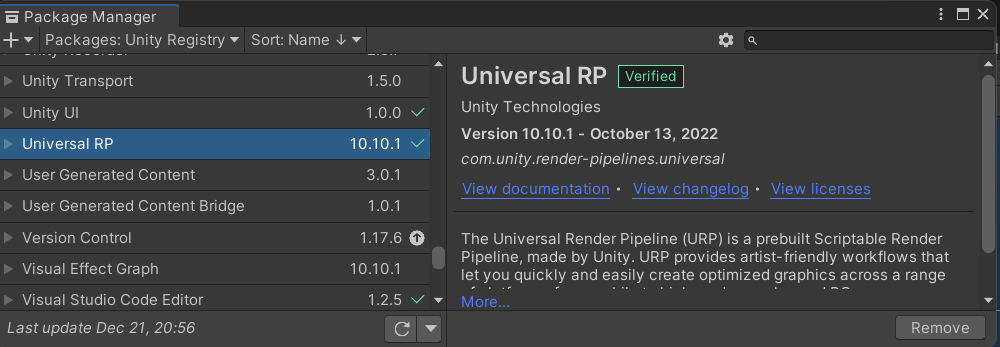 Package Manager
Packages: Unity Registry
Sort: Name ↓
Unity Transport 1.5.0
Unity UI 1.0.0
Universal RP 10.10.1
User Generated Content 3.0.1
User Generated Content Bridge 1.0.1
Version Control 1.17.6
Visual Effect Graph 10.10.1
Visual Studio Code Editor 1.2.5
Last update Dec 21, 20:56
Universal RP Verified
Unity Technologies
Version 10.10.1 - October 13, 2022
com.unity.render-pipelines.universal
View documentation • View changelog • View licenses
The Universal Render Pipeline (URP) is a prebuilt Scriptable Render
Pipeline, made by Unity. URP provides artist-friendly workflows that
let you quickly and easily create optimized graphics across a range
More...
Remove